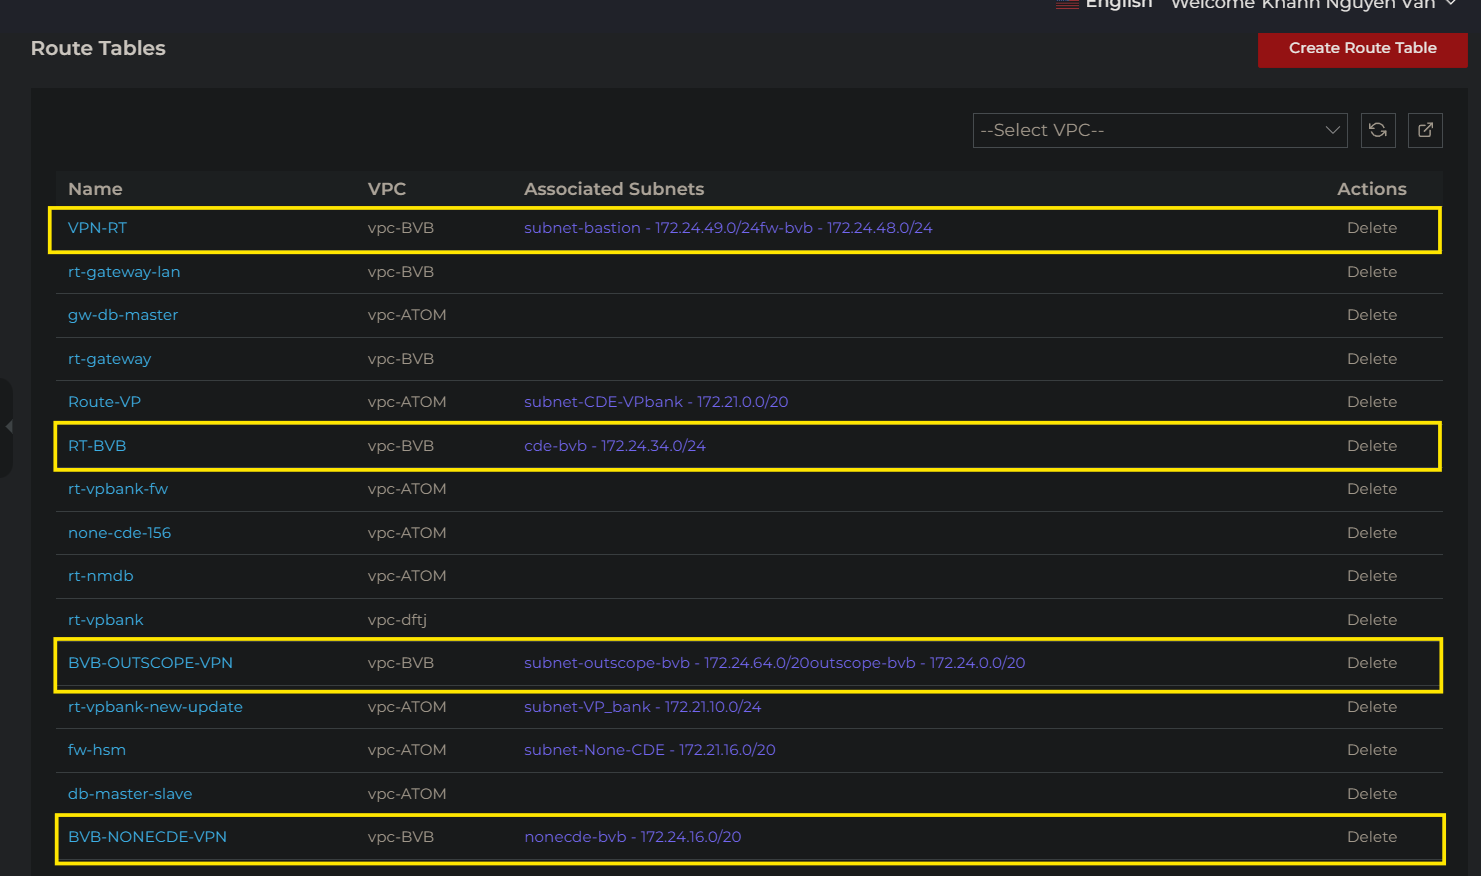 English Welcome Khanh Nguyen Van
Route Tables
Create Route Table
--Select VPC--
Name VPC Associated Subnets Actions
VPN-RT vpc-BVB subnet-bastion - 172.24.49.0/24fw-bvb - 172.24.48.0/24 Delete
rt-gateway-lan vpc-BVB Delete
gw-db-master vpc-ATOM Delete
rt-gateway vpc-BVB Delete
Route-VP vpc-ATOM subnet-CDE-VPbank - 172.21.0.0/20 Delete
RT-BVB vpc-BVB cde-bvb - 172.24.34.0/24 Delete
rt-vpbank-fw vpc-ATOM Delete
none-cde-156 vpc-ATOM Delete
rt-nmdb vpc-ATOM Delete
rt-vpbank vpc-dftj Delete
BVB-OUTSCOPE-VPN vpc-BVB subnet-outscope-bvb - 172.24.64.0/20outscope-bvb - 172.24.0.0/20 Delete
rt-vpbank-new-update vpc-ATOM subnet-VP_bank - 172.21.10.0/24 Delete
fw-hsm vpc-ATOM subnet-None-CDE - 172.21.16.0/20 Delete
db-master-slave vpc-ATOM Delete
BVB-NONECDE-VPN vpc-BVB nonecde-bvb - 172.24.16.0/20 Delete